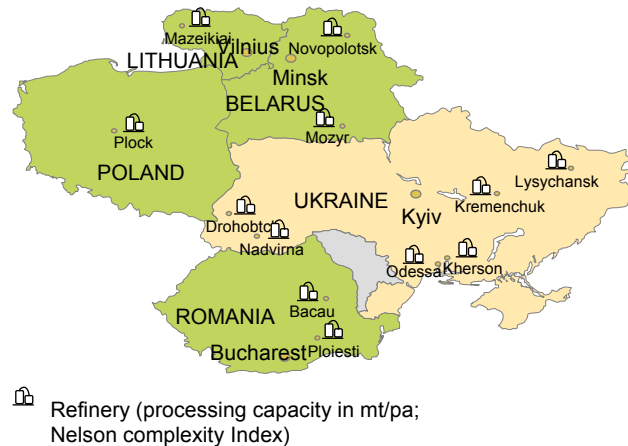 Mazeikiai
Vilnius
Novopolotsk
LITHUANIA
Minsk
BELARUS
Plock
Mozyr
POLAND
Lysychansk
UKRAINE
Kremenchuk
Kyiv
Drohobtch
Nadvirna
Odessa
Kherson
ROMANIA
Bacau
Bucharest
Ploiesti
Refinery (processing capacity in mt/pa;
Nelson complexity Index)